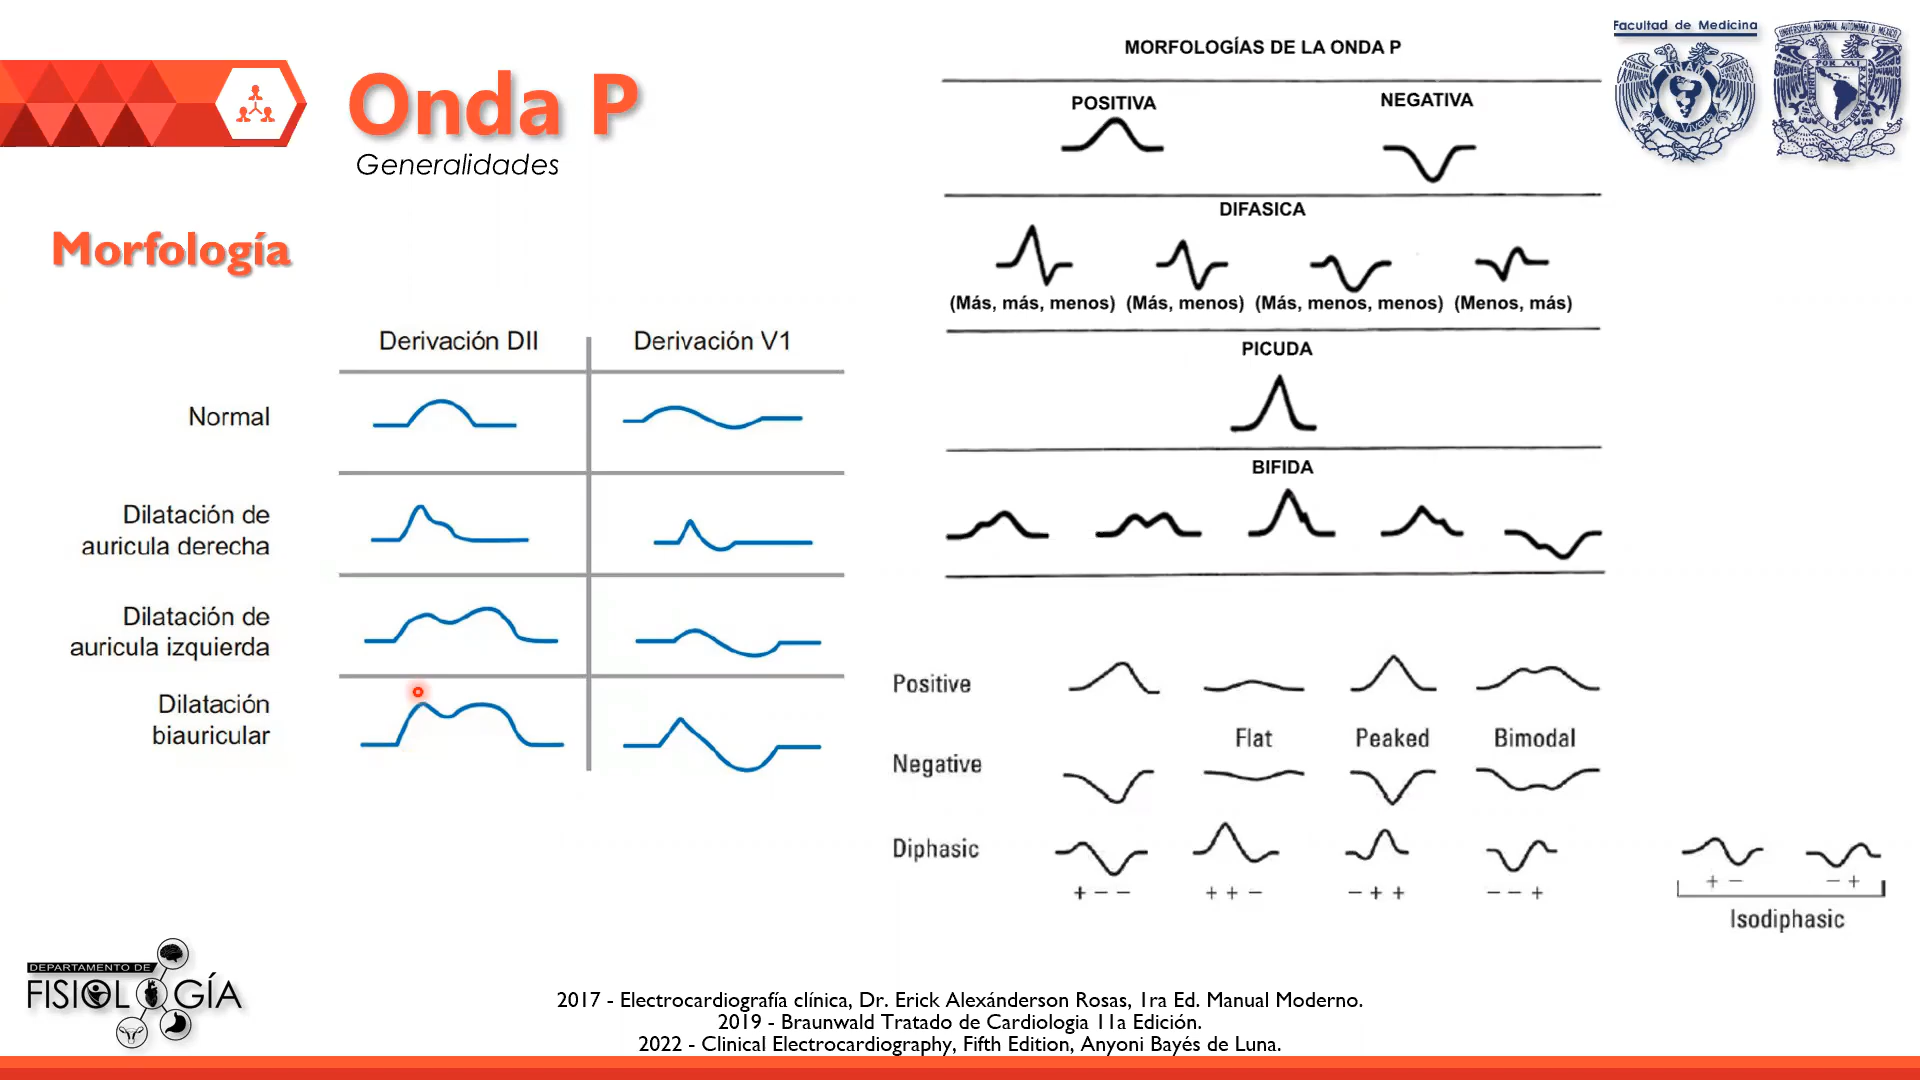 Onda P
Generalidades
Morfología
Derivación DII
Derivación V1
Normal
Dilatación de
auricula derecha
Dilatación de
auricula izquierda
Dilatación
biauricular
MORFOLOGÍAS DE LA ONDA P
POSITIVA
NEGATIVA
DIFASICA
(Más, más, menos) (Más, menos) (Más, menos, menos) (Menos, más)
PICUDA
BIFIDA
Positive
Flat
Peaked
Bimodal
Negative
Diphasic
+ − −
+ + −
− + +
− − +
+ −
− +
Isodiphasic
Facultad de Medicina
UNAM
POR MI
DEPARTAMENTO DE
FISIOLOGÍA
2017 - Electrocardiografía clínica, Dr. Erick Alexánderson Rosas, 1ra Ed. Manual Moderno.
2019 - Braunwald Tratado de Cardiologia 11a Edición.
2022 - Clinical Electrocardiography, Fifth Edition, Anyoni Bayés de Luna.